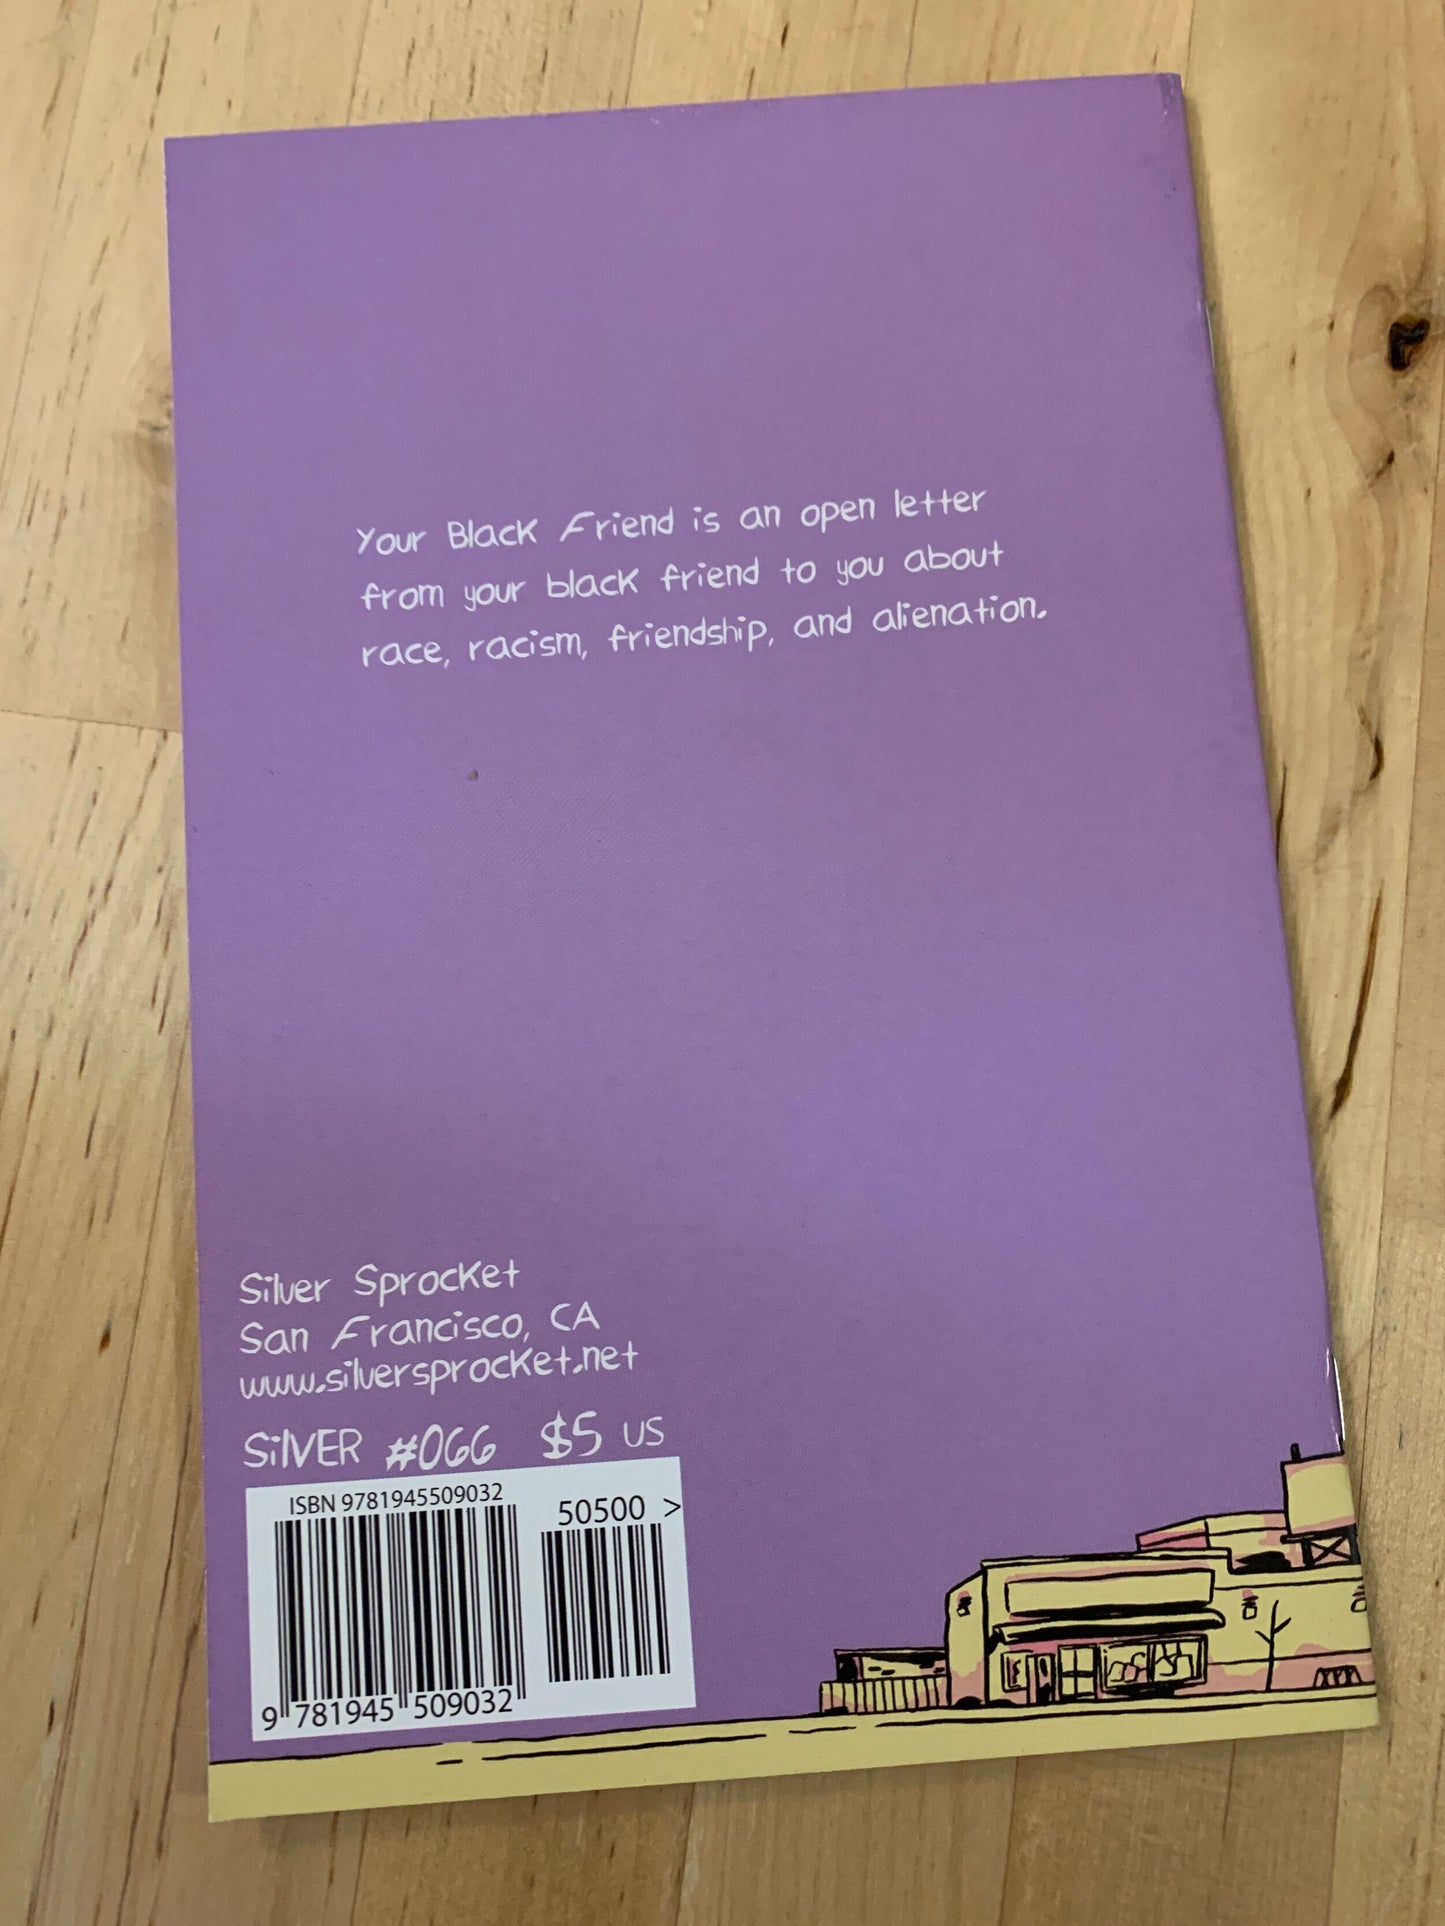 Your Black Friend is an open letter
from your black friend to you about
race, racism, friendship, and alienation.
Silver Sprocket
San Francisco, CA
www.silversprocket.net
SilVER #066 $5 US
ISBN 9781945509032
50500 >
9 781945 509032